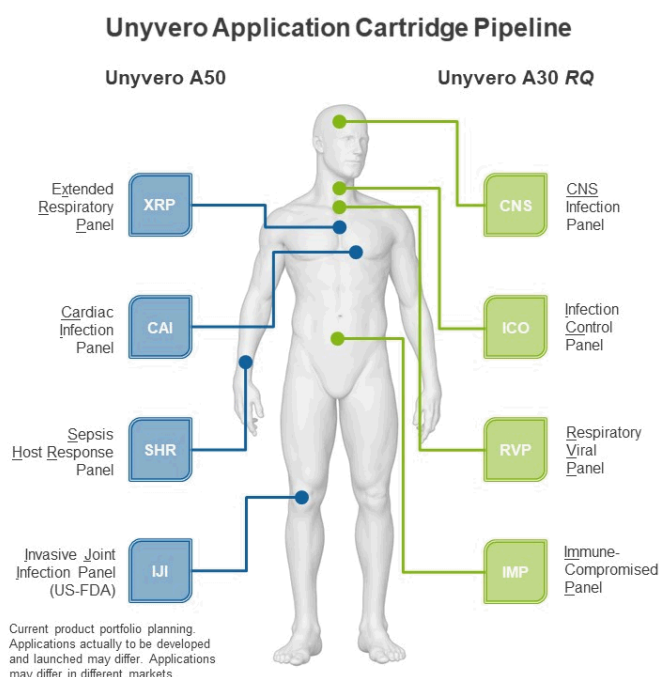 Unyvero Application Cartridge Pipeline
Unyvero A50
Unyvero A30 RQ
Extended
Respiratory
Panel
XRP
Cardiac
Infection
Panel
CAI
Sepsis
Host Response
Panel
SHR
Invasive Joint
Infection Panel
(US-FDA)
IJI
CNS
CNS
Infection
Panel
ICO
Infection
Control
Panel
RVP
Respiratory
Viral
Panel
IMP
Immune-
Compromised
Panel
Current product portfolio planning.
Applications actually to be developed
and launched may differ. Applications
may differ in different markets